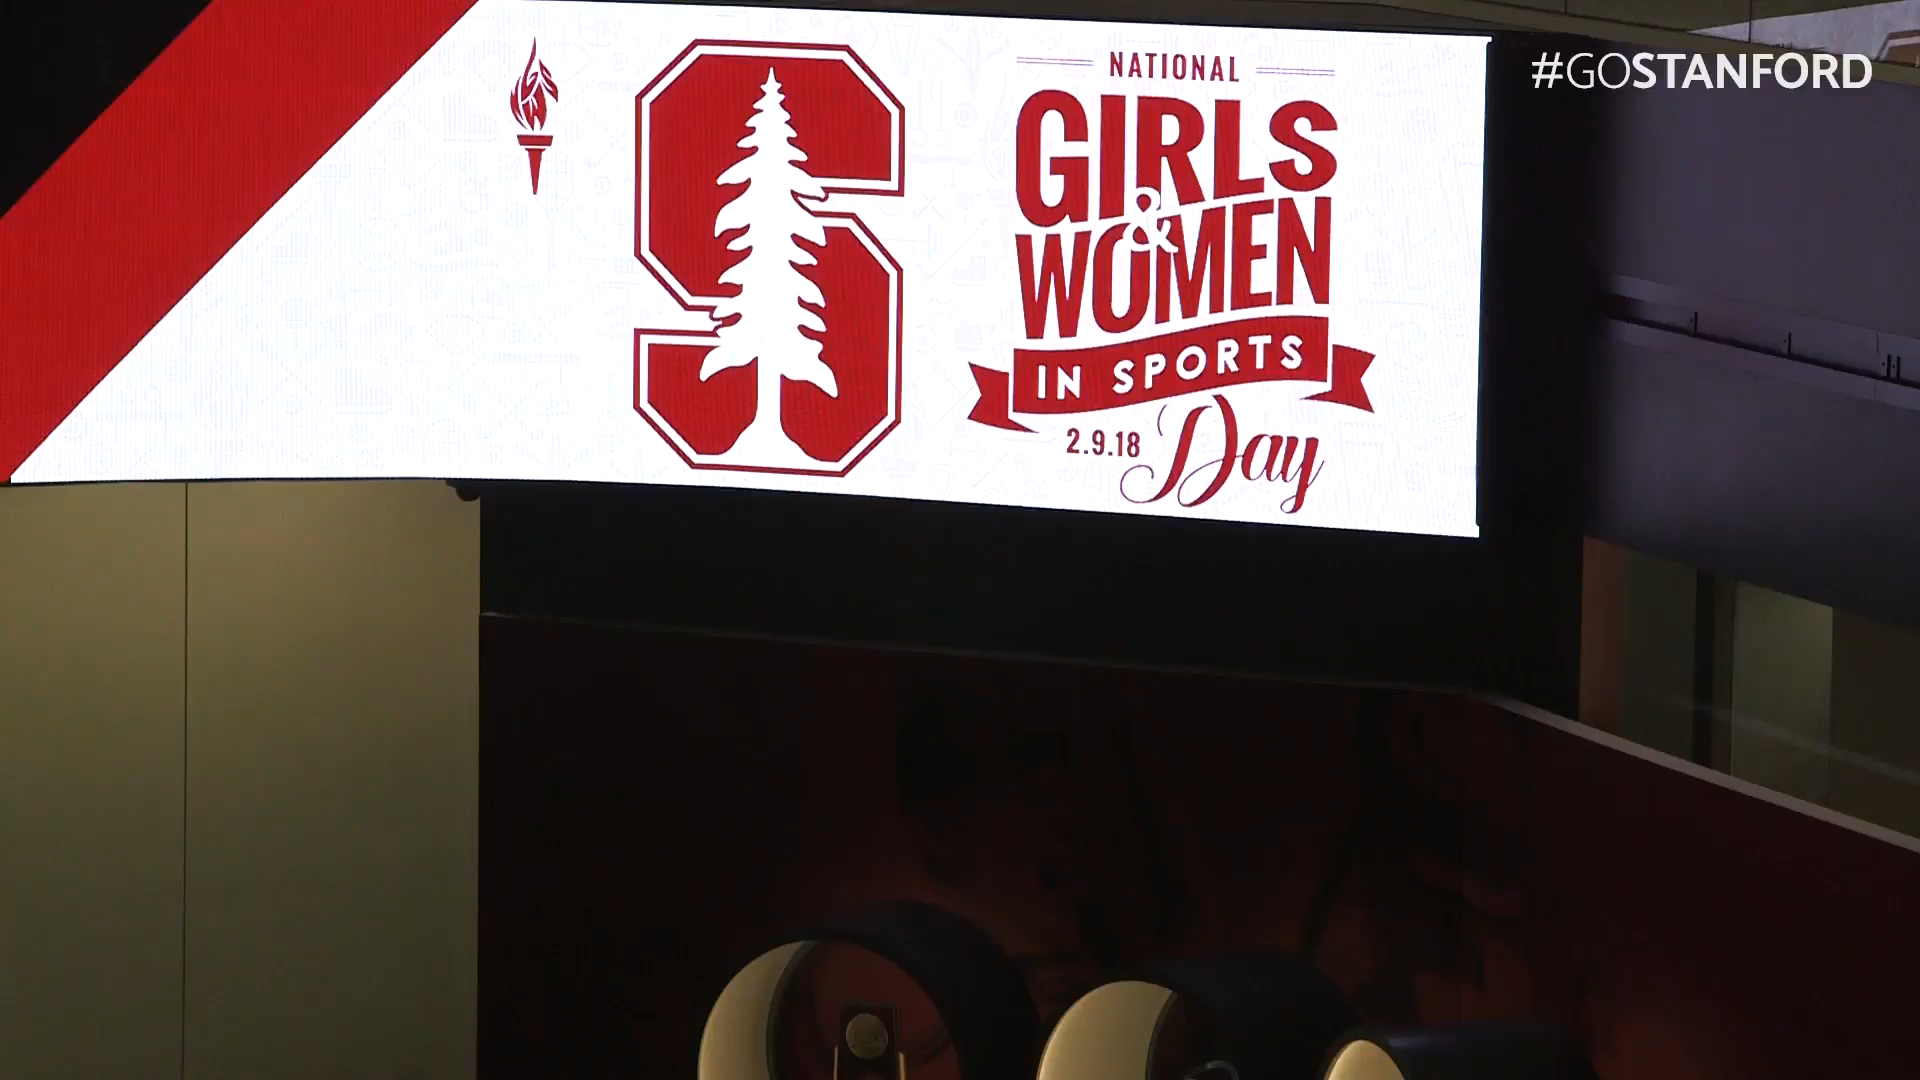 #GOSTANFORD
S
NATIONAL
GIRLS
&
WOMEN
IN SPORTS
2.9.18 Day